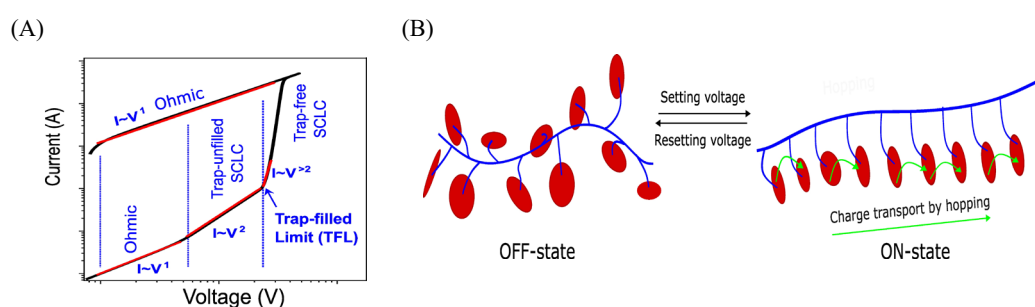 (A)
(B)
I~V¹ Ohmic
Trap-unfilled
SCLC
Trap-free
SCLC
I~V>2
Ohmic
I~V²
Trap-filled
Limit (TFL)
I~V¹
Current (A)
Voltage (V)
Setting voltage
Resetting voltage
Hopping
Charge transport by hopping
OFF-state
ON-state